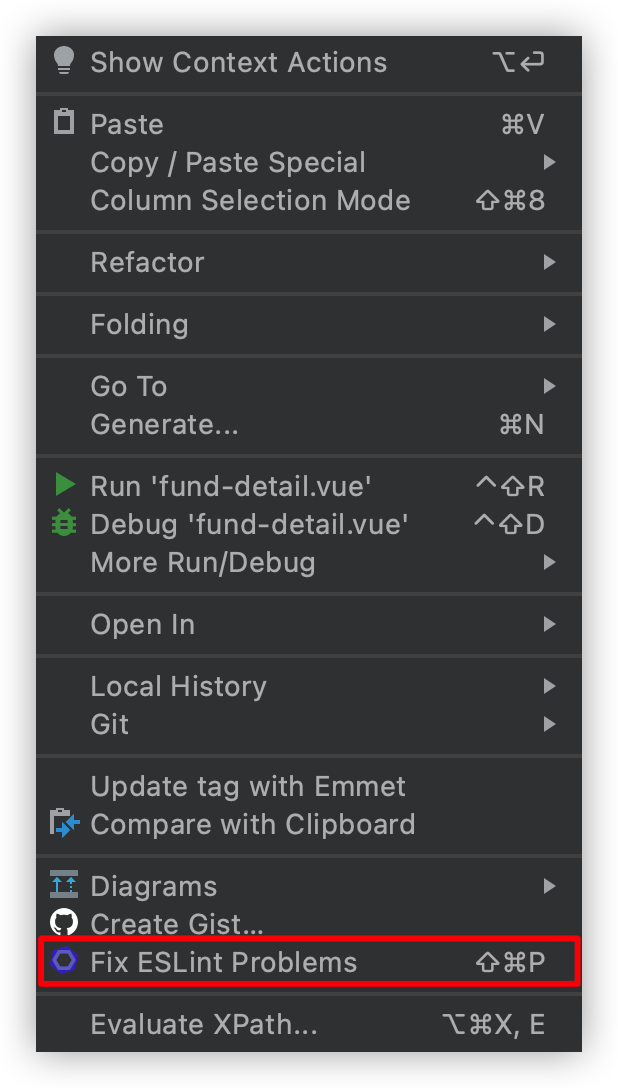 Show Context Actions ⌥⏎
Paste ⌘V
Copy / Paste Special
Column Selection Mode ⇧⌘8
Refactor
Folding
Go To
Generate... ⌘N
Run 'fund-detail.vue' ^⇧R
Debug 'fund-detail.vue' ^⇧D
More Run/Debug
Open In
Local History
Git
Update tag with Emmet
Compare with Clipboard
Diagrams
Create Gist...
Fix ESLint Problems ⇧⌘P
Evaluate XPath... ⌥⌘X, E